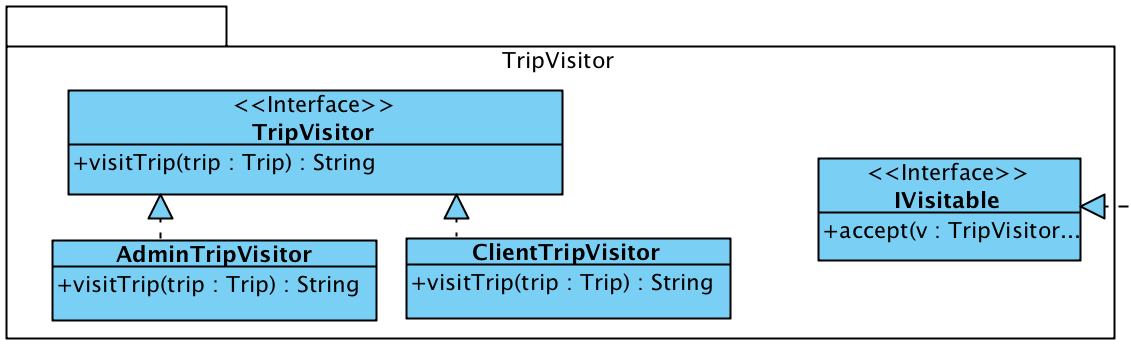 TripVisitor
<<Interface>>
TripVisitor
+visitTrip(trip : Trip) : String
<<Interface>>
IVisitable
+accept(v : TripVisitor...
AdminTripVisitor
+visitTrip(trip : Trip) : String
ClientTripVisitor
+visitTrip(trip : Trip) : String